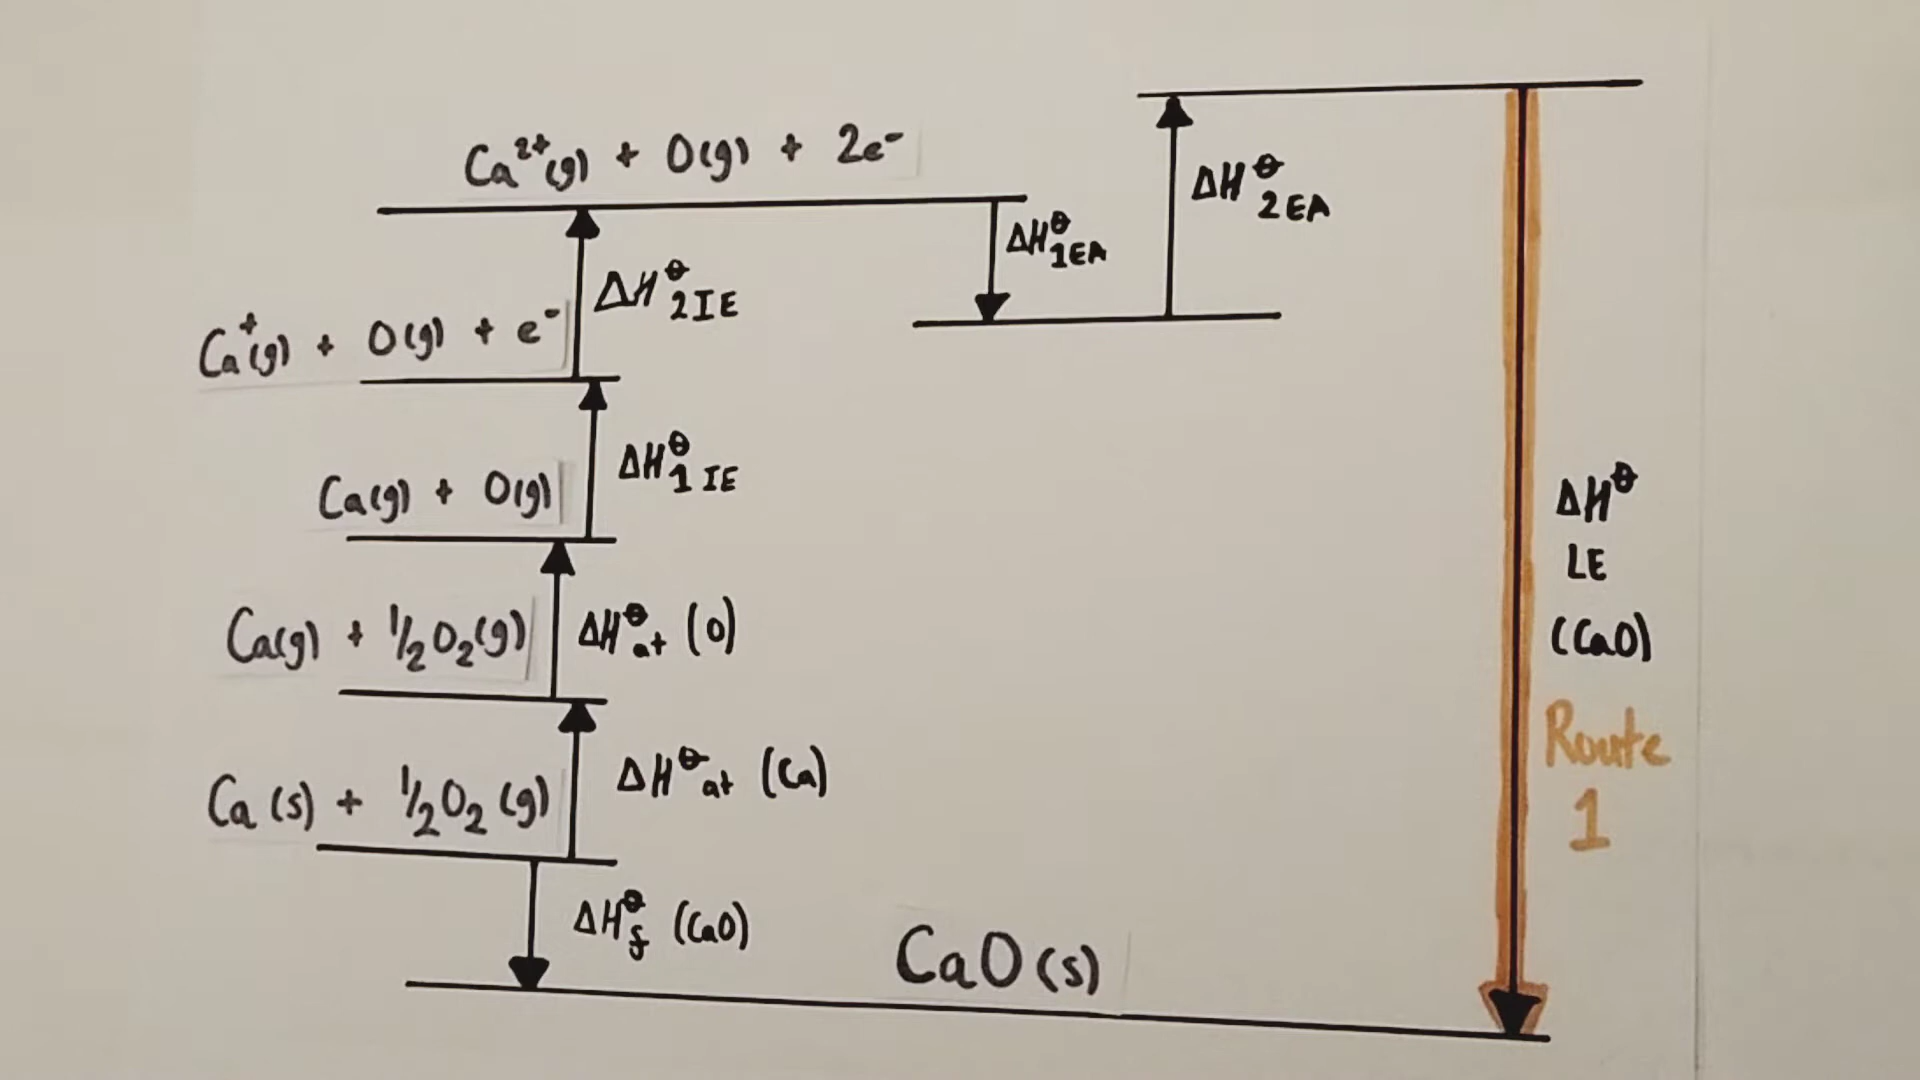 Ca²⁺(g) + O(g) + 2e⁻
ΔH^θ 2EA
ΔH^θ 1EA
ΔH^θ 2IE
Ca⁺(g) + O(g) + e⁻
ΔH^θ 1IE
Ca(g) + O(g)
ΔH^θ
LE
(CaO)
Ca(g) + ½O₂(g)
ΔH^θ at (O)
Route
1
ΔH^θ at (Ca)
Ca(s) + ½O₂(g)
ΔH^θ f (CaO)
CaO(s)